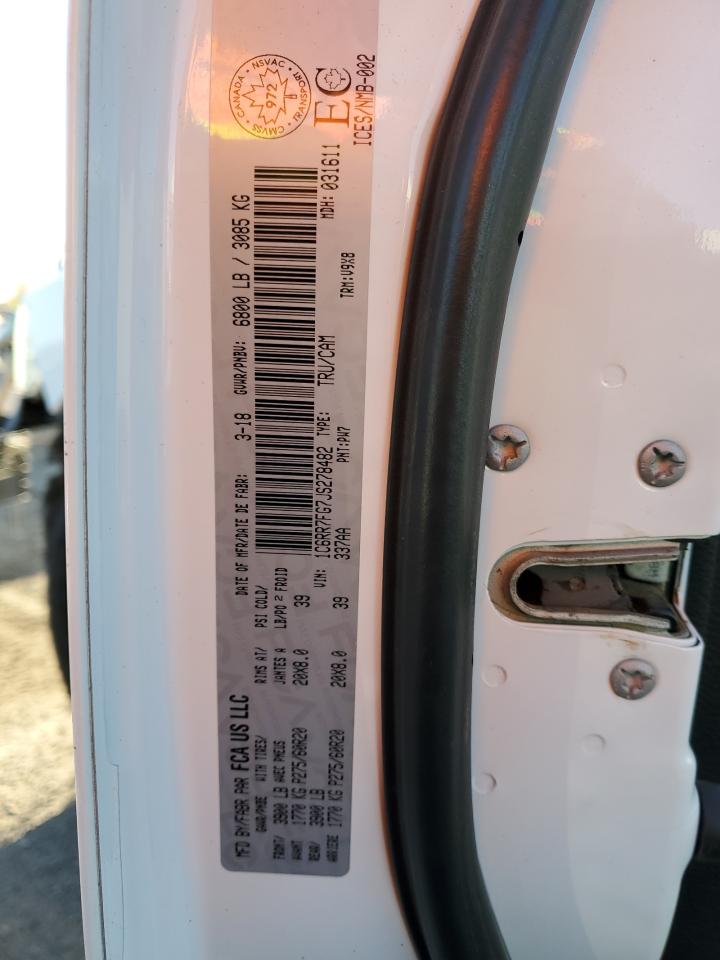 MFD BY/FABR PAR FCA US LLC
DATE OF MFR/DATE DE FABR: 3-18
GVWR/PNBV: 6800 LB / 3085 KG
GAWR/PNBE WITH TIRES/ RIMS AT/ PSI COLD/
AVEC PNEUS JANTES A LB/PO 2 FROID
FRONT/ 3900 LB
AVANT 1770 KG P275/60R20 20X8.0 39
REAR/ 3900 LB
ARRIERE 1770 KG P275/60R20 20X8.0 39
VIN: 1C6RR7FG7JS278482 TYPE: TRU/CAM
337AA PNT:PW7 TRM:V9X8
MDH: 031611
CANADA • NSVAC • TRANSPORT • CMVSS •
972
EC
ICES/NMB-002